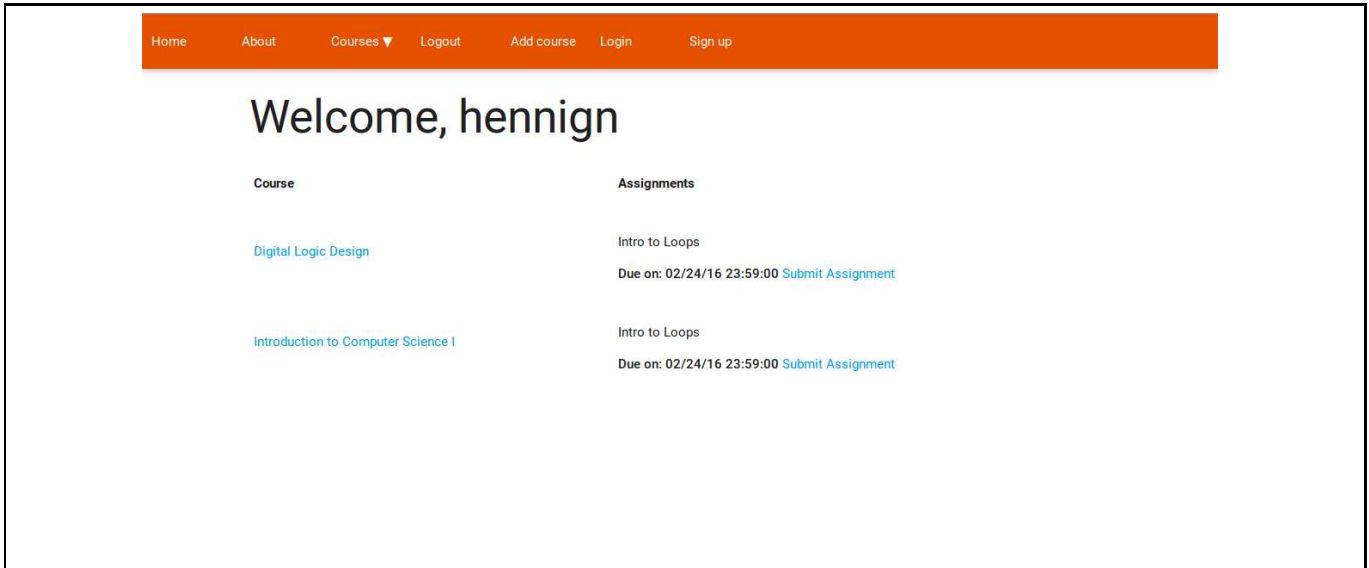 Home About Courses ▼ Logout Add course Login Sign up
Welcome, hennign
Course Assignments
Digital Logic Design
Intro to Loops
Due on: 02/24/16 23:59:00 Submit Assignment
Introduction to Computer Science I
Intro to Loops
Due on: 02/24/16 23:59:00 Submit Assignment